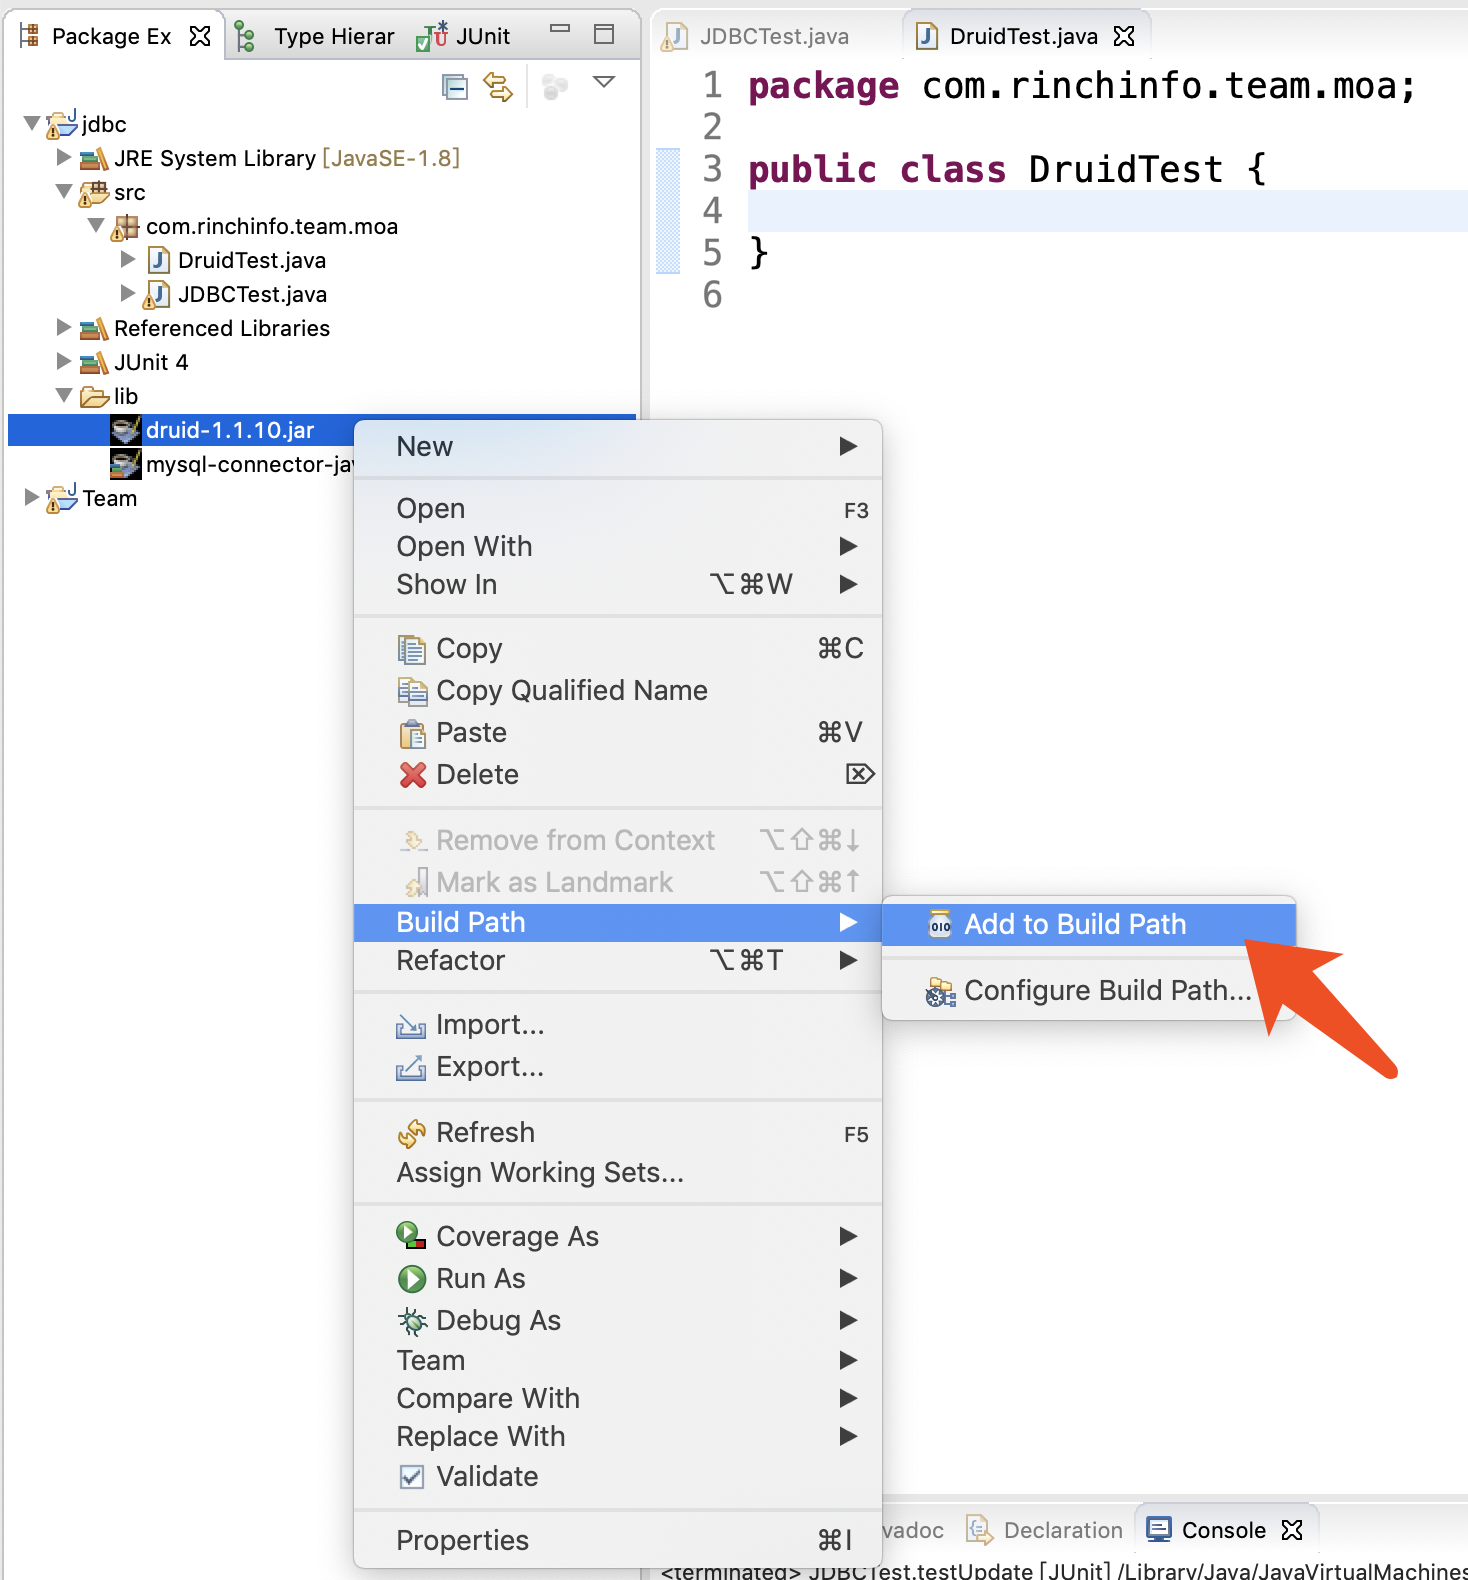 Package Ex
Type Hierar
JUnit
jdbc
JRE System Library [JavaSE-1.8]
src
com.rinchinfo.team.moa
DruidTest.java
JDBCTest.java
Referenced Libraries
JUnit 4
lib
druid-1.1.10.jar
mysql-connector-jav
Team
JDBCTest.java
DruidTest.java
1 package com.rinchinfo.team.moa;
2
3 public class DruidTest {
4
5 }
6
New
Open F3
Open With
Show In ⌥⌘W
Copy ⌘C
Copy Qualified Name
Paste ⌘V
Delete ⌦
Remove from Context ⌥⇧⌘↓
Mark as Landmark ⌥⇧⌘↑
Build Path
Refactor ⌥⌘T
Import...
Export...
Refresh F5
Assign Working Sets...
Coverage As
Run As
Debug As
Team
Compare With
Replace With
Validate
Properties ⌘I
010 Add to Build Path
Configure Build Path...
vadoc
Declaration
Console
<terminated> JDBCTest.testUpdate [JUnit] /Library/Java/JavaVirtualMachines